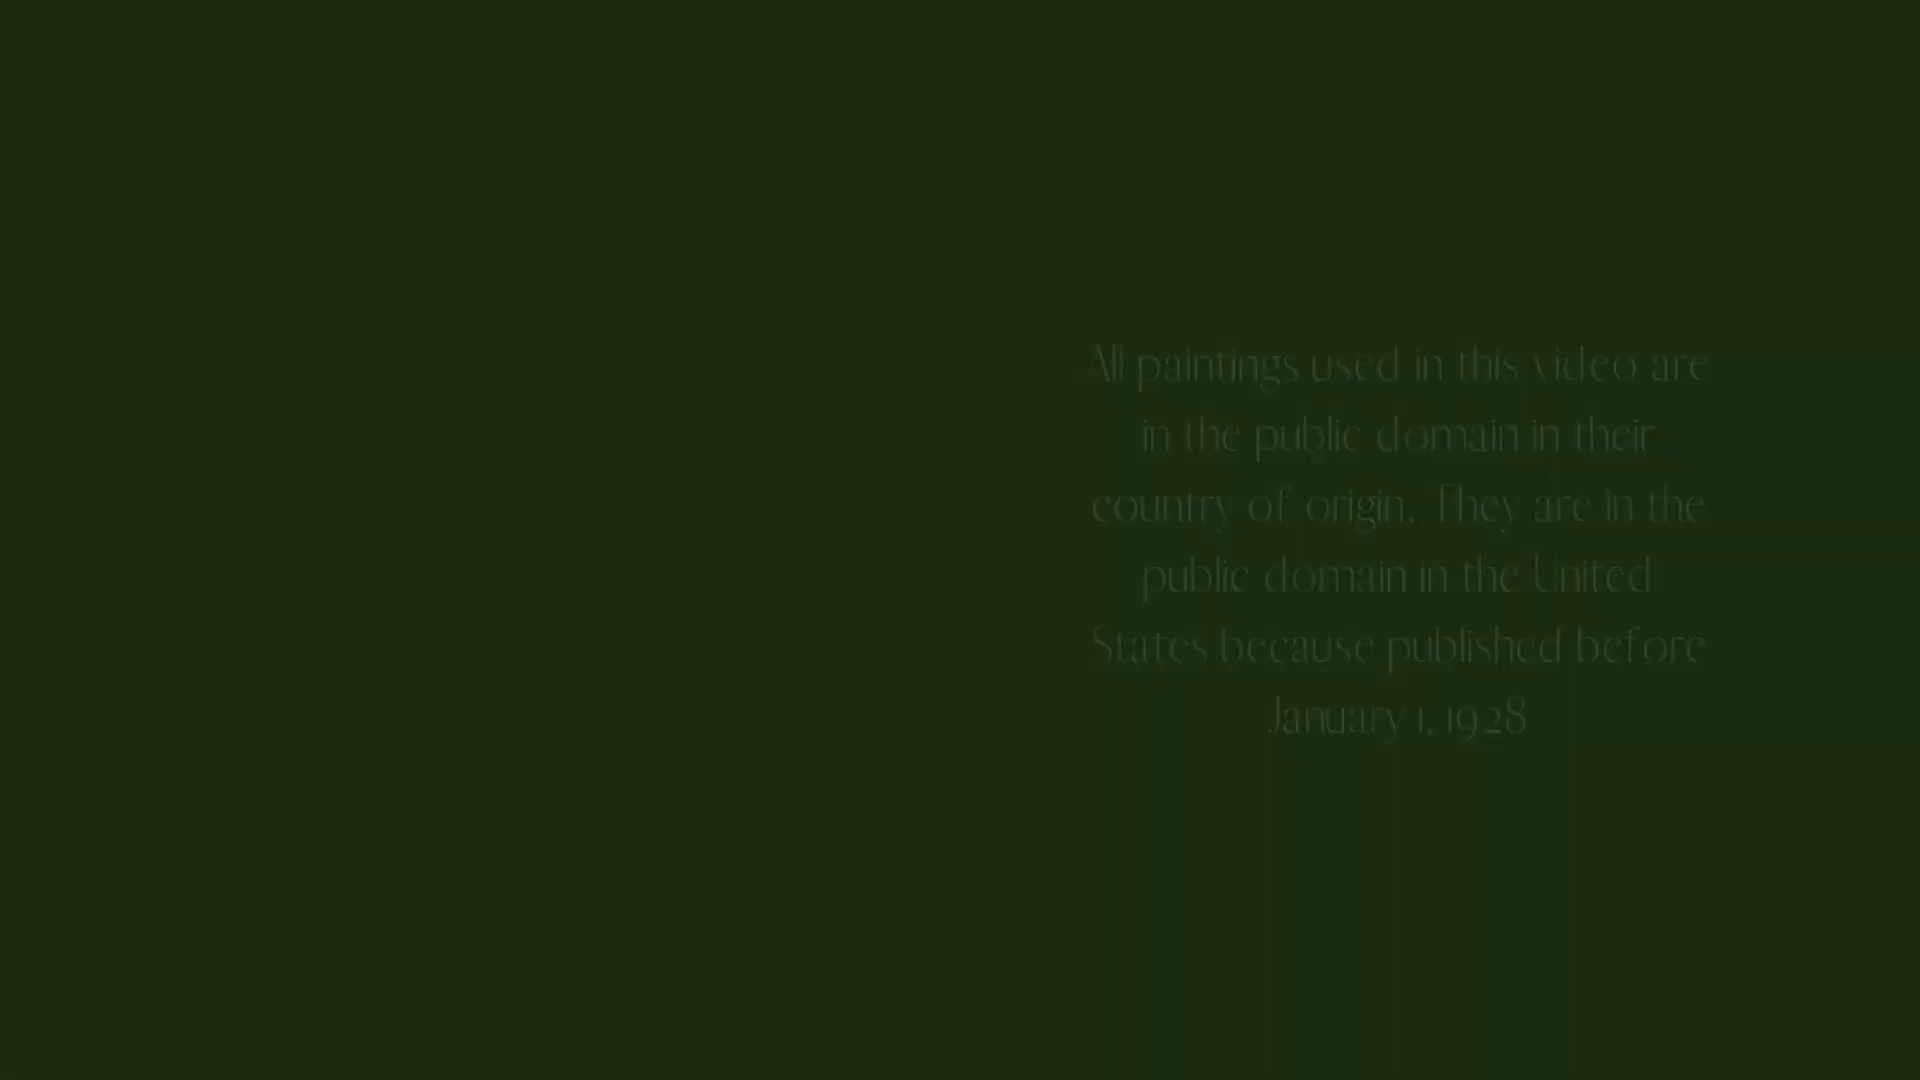 All paintings used in this video are
in the public domain in their
country of origin. They are in the
public domain in the United
States because published before
January 1, 1928